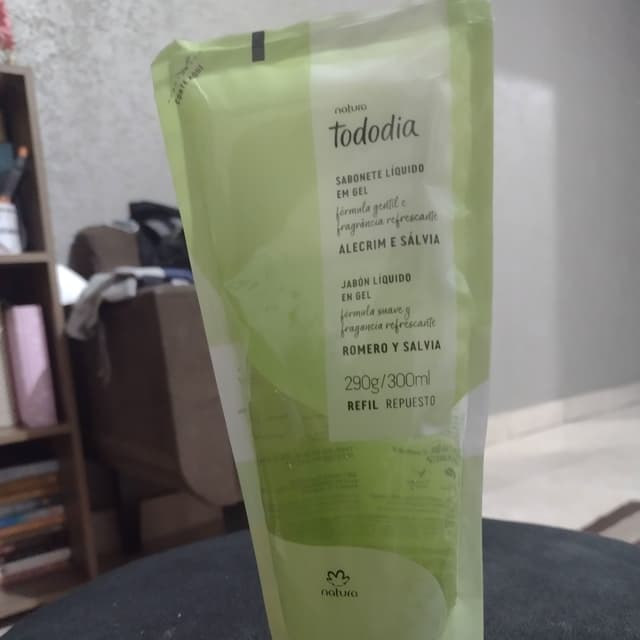 natura
tododia
SABONETE LÍQUIDO
EM GEL
fórmula gentil e
fragrância refrescante
ALECRIM E SÁLVIA
JABÓN LÍQUIDO
EN GEL
fórmula suave y
fragancia refrescante
ROMERO Y SALVIA
290g/300ml
REFIL REPUESTO
natura